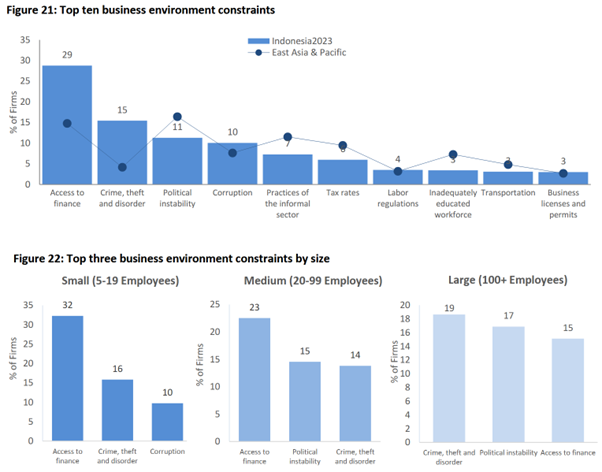 Figure 21: Top ten business environment constraints
Indonesia2023
East Asia & Pacific
% of Firms
35
30
25
20
15
10
5
0
29
15
11
10
7
4
3
3
Access to
finance
Crime, theft
and disorder
Political
instability
Corruption
Practices of
the informal
sector
Tax rates
Labor
regulations
Inadequately
educated
workforce
Transportation
Business
licenses and
permits
Figure 22: Top three business environment constraints by size
Small (5-19 Employees)
% of Firms
35
30
25
20
15
10
5
0
32
16
10
Access to
finance
Crime, theft
and disorder
Corruption
Medium (20-99 Employees)
% of Firms
25
20
15
10
5
0
23
15
14
Access to
finance
Political
instability
Crime, theft
and disorder
Large (100+ Employees)
% of Firms
20
18
16
14
12
10
8
6
4
2
0
19
17
15
Crime, theft and
disorder
Political instability
Access to finance